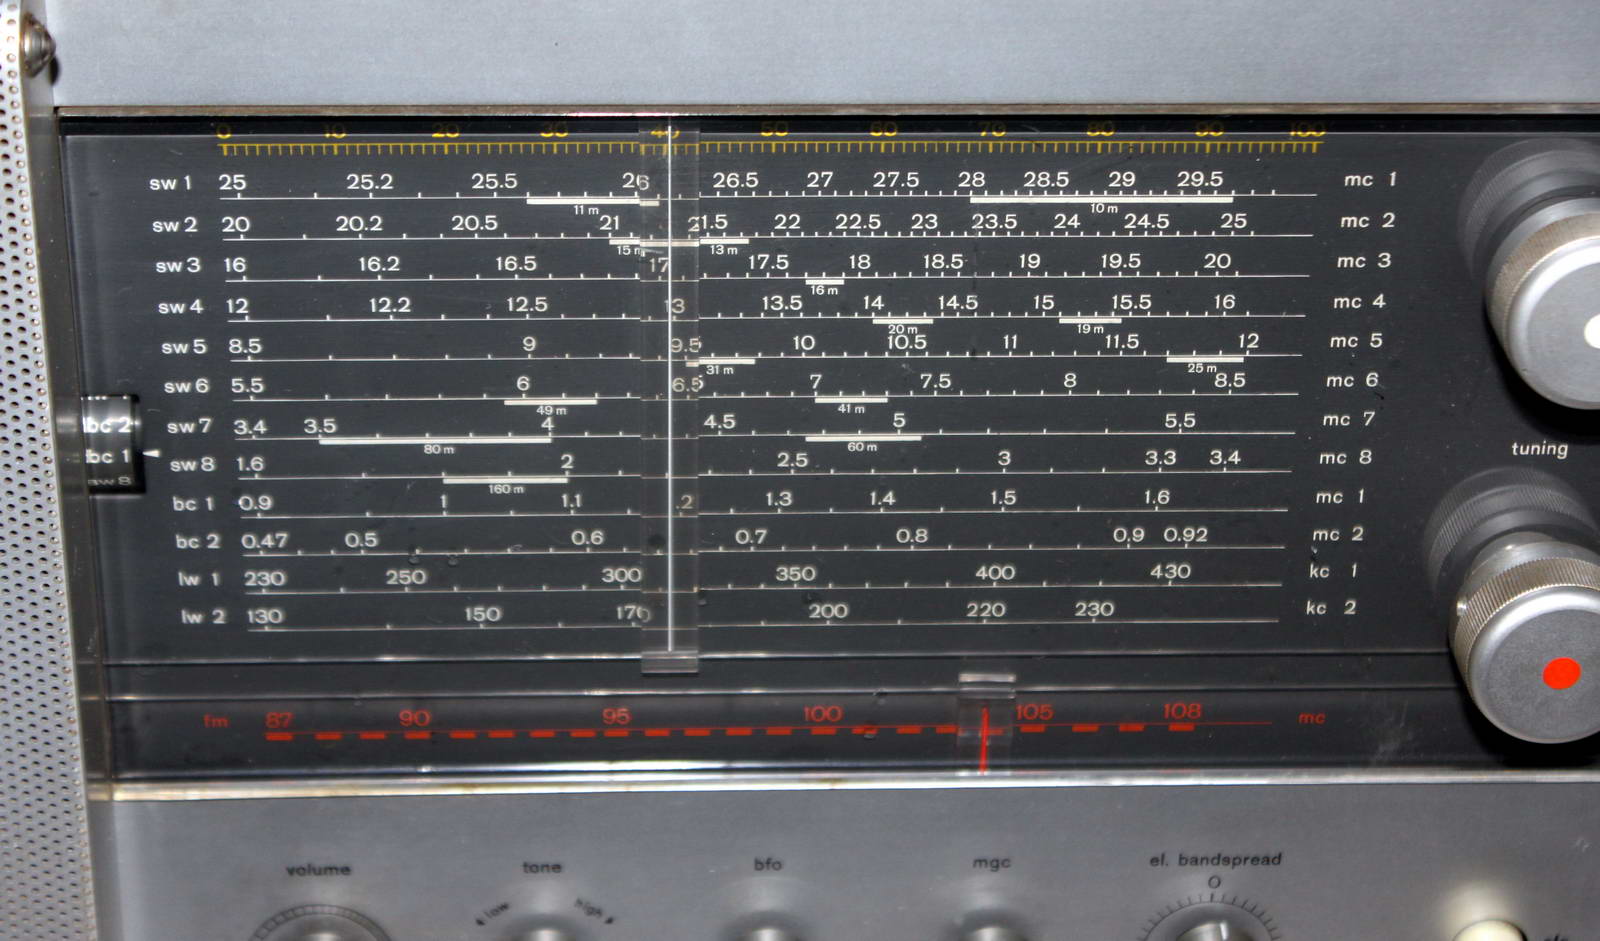 0 10 20 30 40 50 60 70 80 90 100
sw 1 25 25.2 25.5 26 26.5 27 27.5 28 28.5 29 29.5 mc 1
11 m 10 m
sw 2 20 20.2 20.5 21 21.5 22 22.5 23 23.5 24 24.5 25 mc 2
15 m 13 m
sw 3 16 16.2 16.5 17 17.5 18 18.5 19 19.5 20 mc 3
16 m
sw 4 12 12.2 12.5 13 13.5 14 14.5 15 15.5 16 mc 4
20 m 19 m
sw 5 8.5 9 9.5 10 10.5 11 11.5 12 mc 5
31 m 25 m
sw 6 5.5 6 6.5 7 7.5 8 8.5 mc 6
49 m 41 m
bc 2 sw 7 3.4 3.5 4 4.5 5 5.5 mc 7
80 m 60 m
tuning
bc 1 sw 8 1.6 2 2.5 3 3.3 3.4 mc 8
160 m
sw 8
bc 1 0.9 1 1.1 .2 1.3 1.4 1.5 1.6 mc 1
bc 2 0.47 0.5 0.6 0.7 0.8 0.9 0.92 mc 2
lw 1 230 250 300 350 400 430 kc 1
lw 2 130 150 170 200 220 230 kc 2
fm 87 90 95 100 105 108 mc
volume tone bfo mgc el. bandspread
low high 0